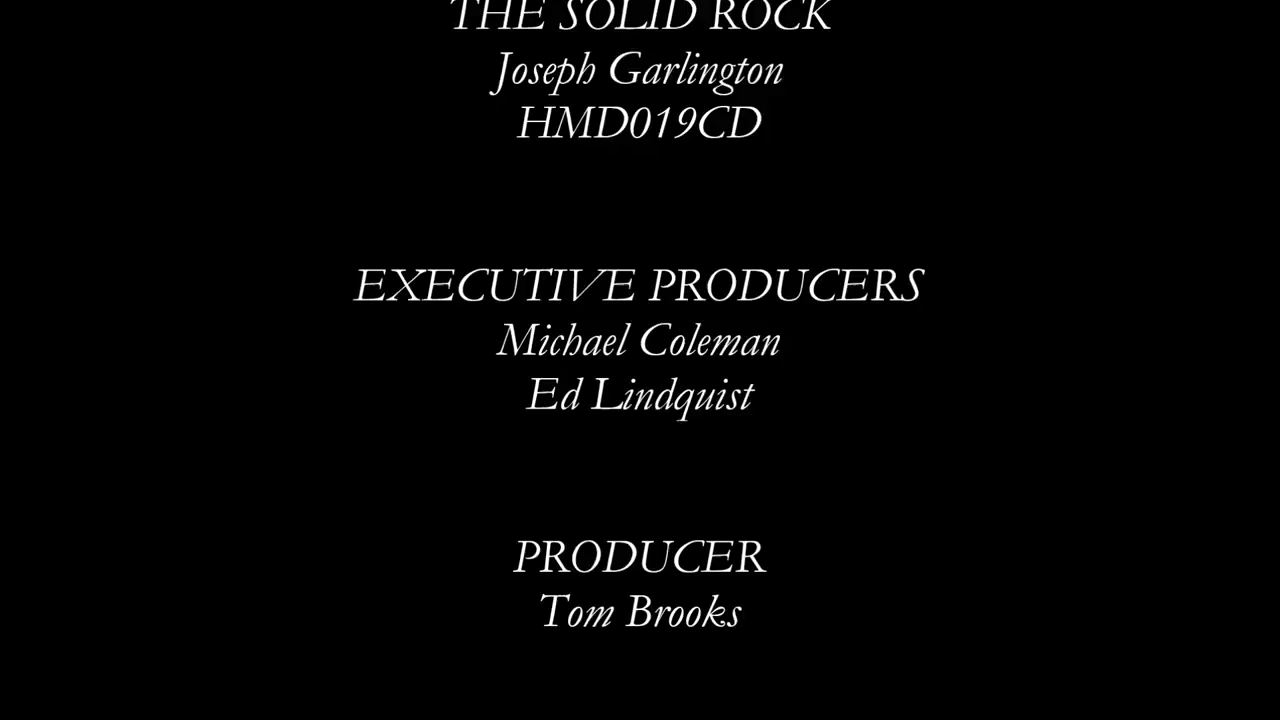 THE SOLID ROCK
Joseph Garlington
HMD019CD
EXECUTIVE PRODUCERS
Michael Coleman
Ed Lindquist
PRODUCER
Tom Brooks